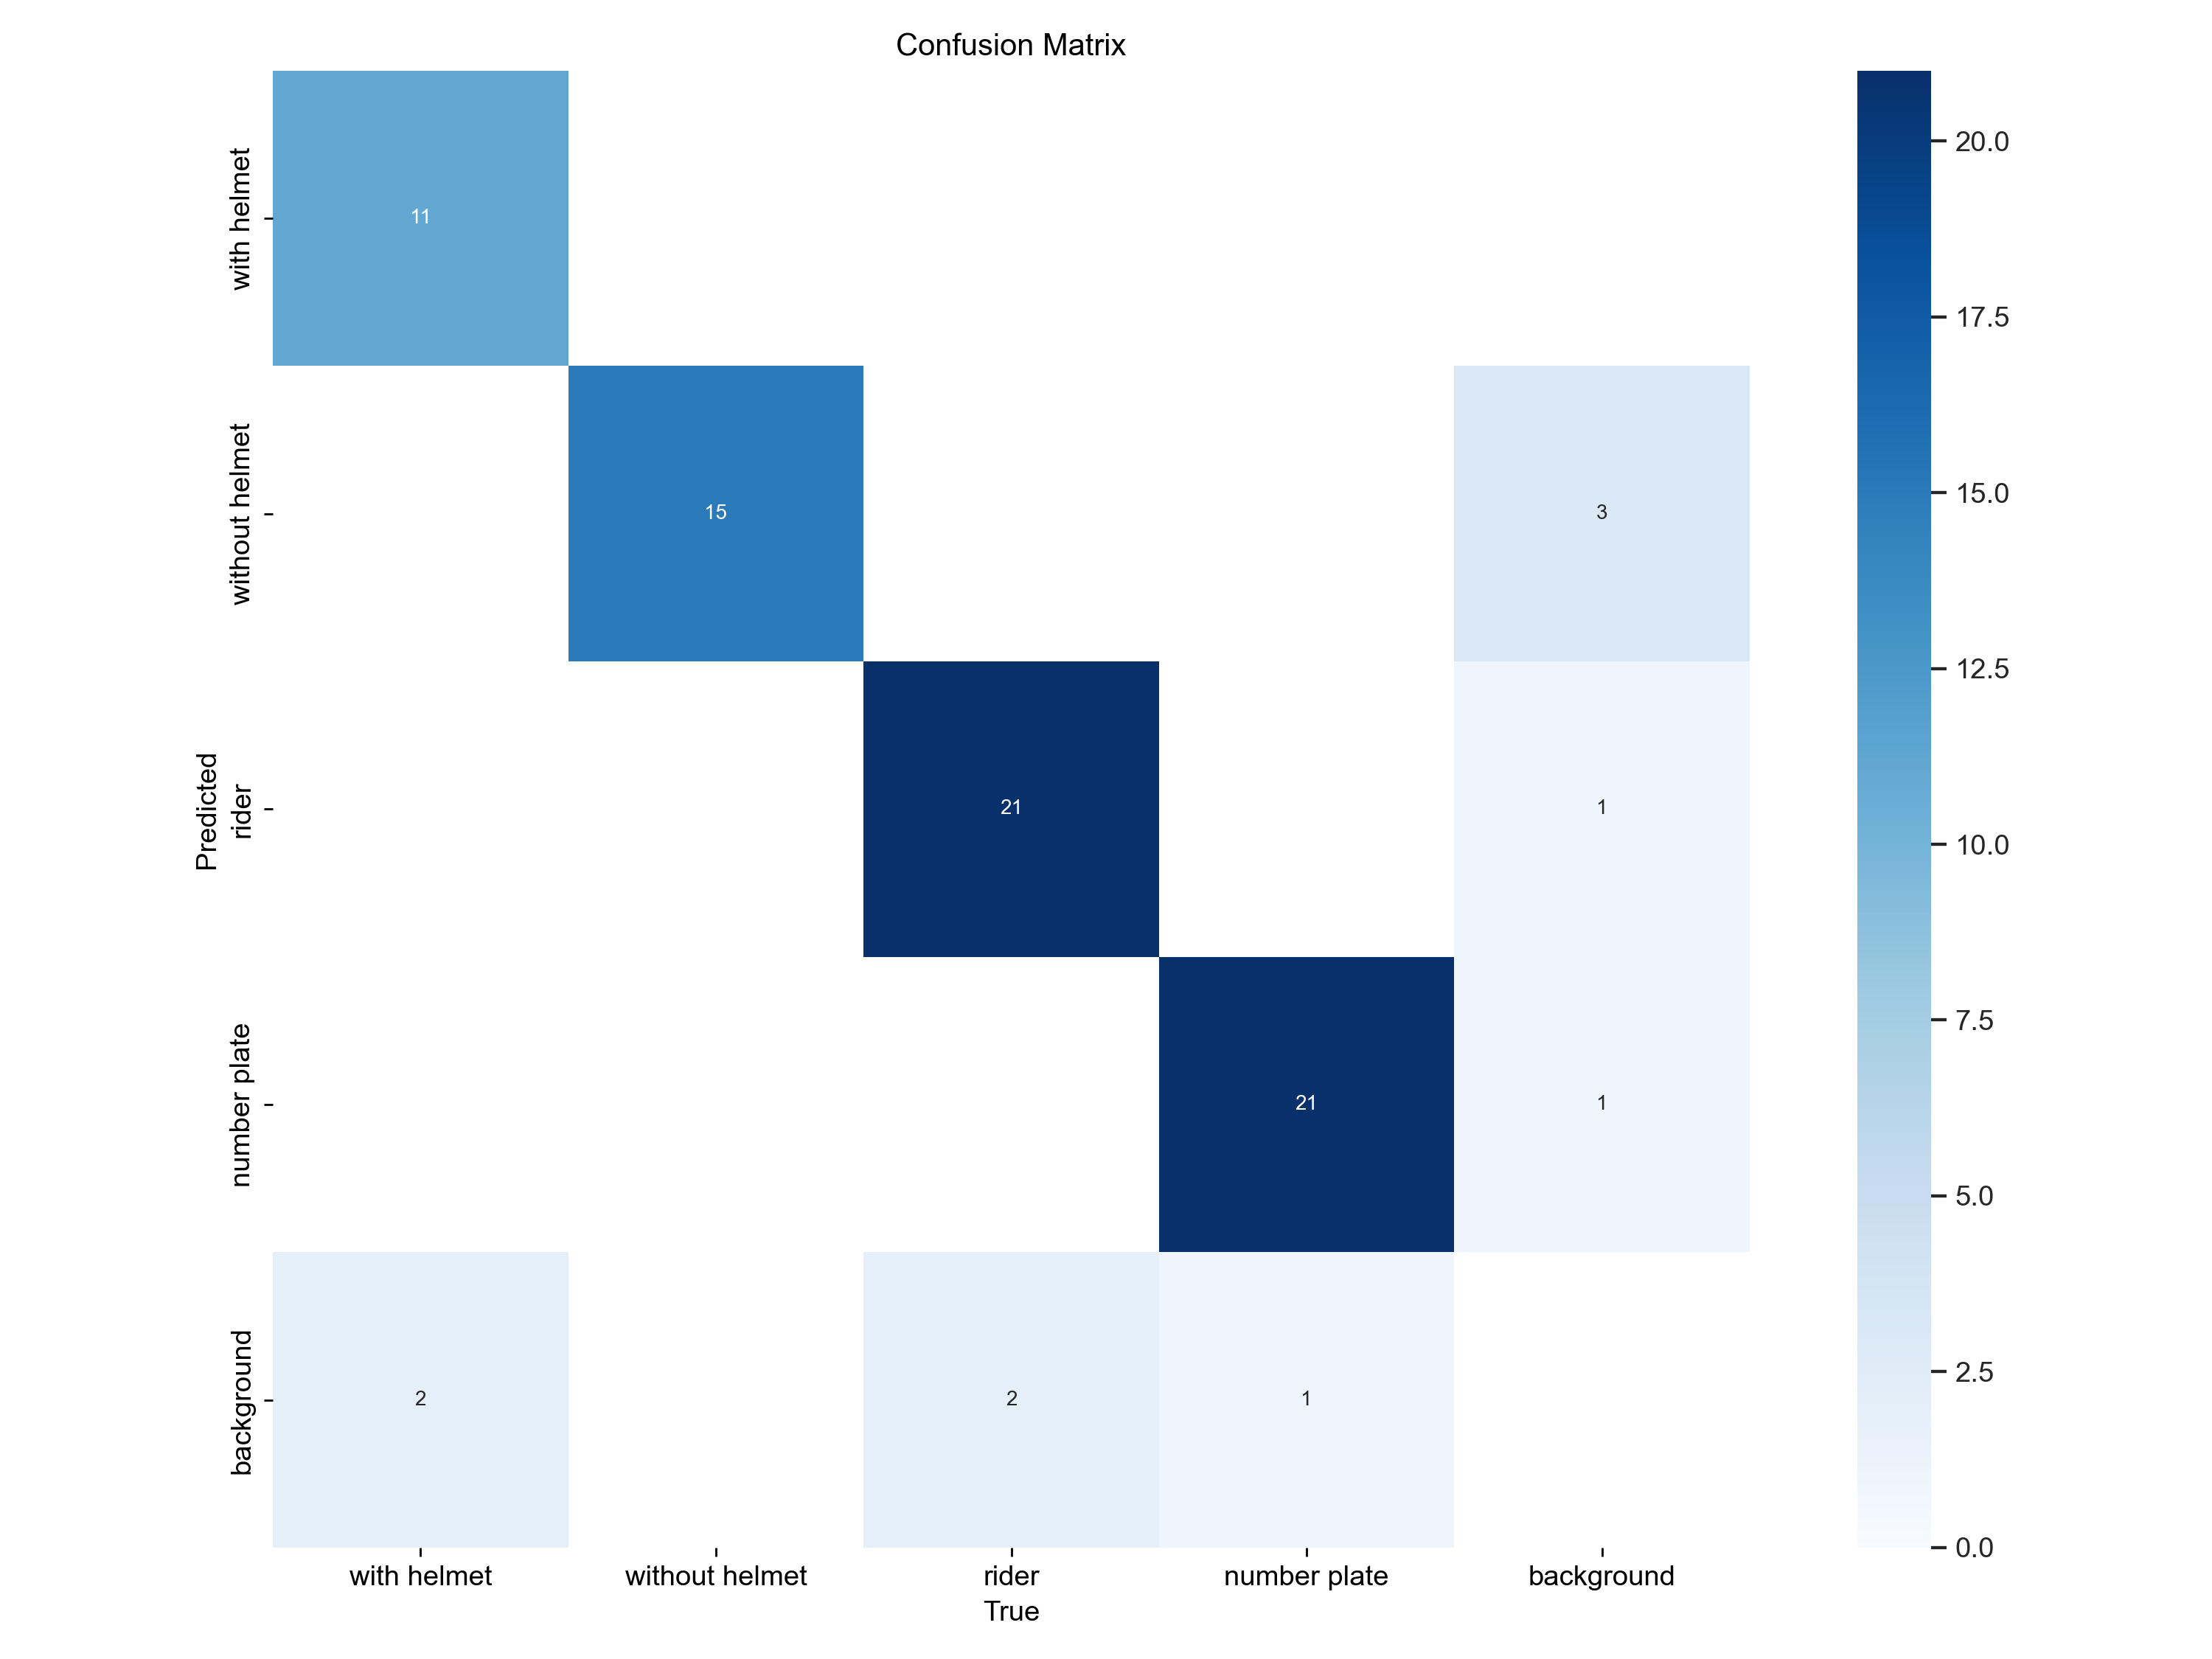 Confusion Matrix
with helmet
11
without helmet
15
3
Predicted
rider
21
1
number plate
21
1
background
2
2
1
with helmet
without helmet
rider
number plate
background
True
20.0
17.5
15.0
12.5
10.0
7.5
5.0
2.5
0.0